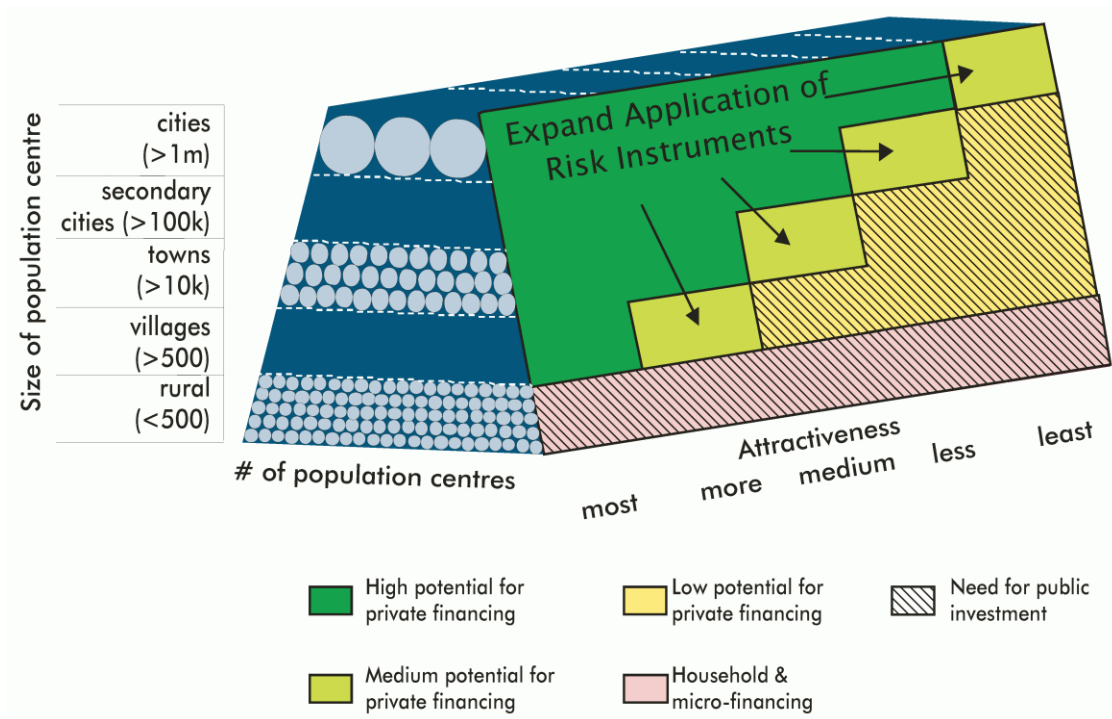 Size of population centre
cities
(>1m)
secondary
cities (>100k)
towns
(>10k)
villages
(>500)
rural
(<500)
Expand Application of
Risk Instruments
# of population centres
Attractiveness
most
more
medium
less
least
High potential for
private financing
Low potential for
private financing
Need for public
investment
Medium potential for
private financing
Household &
micro-financing